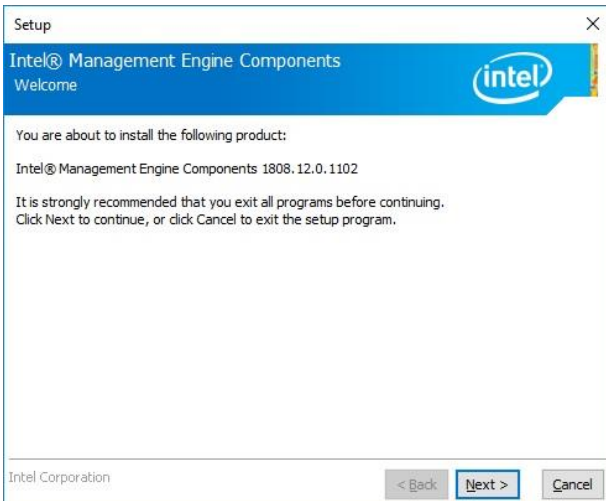 Setup
Intel® Management Engine Components
Welcome
intel
You are about to install the following product:
Intel® Management Engine Components 1808.12.0.1102
It is strongly recommended that you exit all programs before continuing.
Click Next to continue, or click Cancel to exit the setup program.
Intel Corporation
< Back Next > Cancel